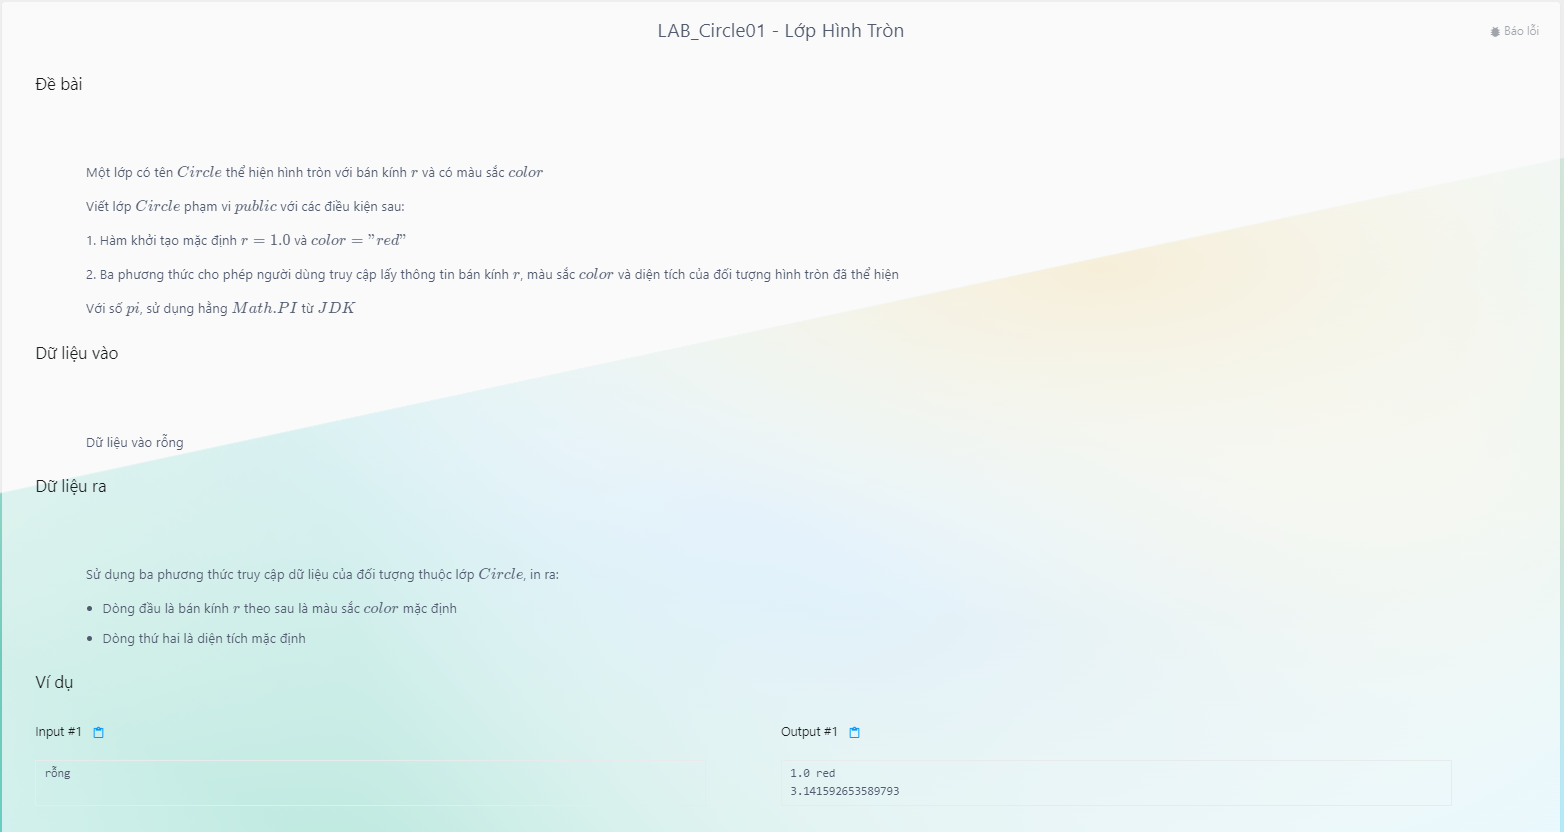 LAB_Circle01 - Lớp Hình Tròn
Báo lỗi
Đề bài
Một lớp có tên Circle thể hiện hình tròn với bán kính r và có màu sắc color
Viết lớp Circle phạm vi public với các điều kiện sau:
1. Hàm khởi tạo mặc định r = 1.0 và color = ”red”
2. Ba phương thức cho phép người dùng truy cập lấy thông tin bán kính r, màu sắc color và diện tích của đối tượng hình tròn đã thể hiện
Với số pi, sử dụng hằng Math.PI từ JDK
Dữ liệu vào
Dữ liệu vào rỗng
Dữ liệu ra
Sử dụng ba phương thức truy cập dữ liệu của đối tượng thuộc lớp Circle, in ra:
• Dòng đầu là bán kính r theo sau là màu sắc color mặc định
• Dòng thứ hai là diện tích mặc định
Ví dụ
Input #1
rỗng
Output #1
1.0 red
3.141592653589793